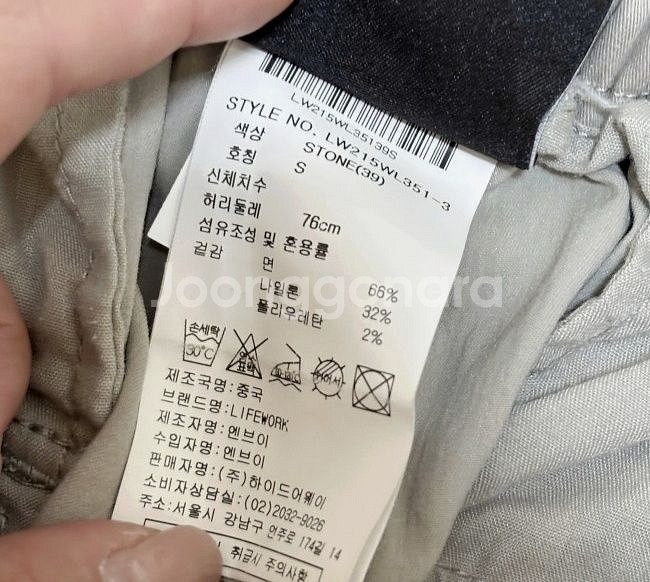 LW215WL35139S
STYLE NO. LW215WL351-3
색상 STONE(39)
호칭 S
신체치수
허리둘레 76cm
섬유조성 및 혼용률
겉감 면 66%
나일론 32%
폴리우레탄 2%
Joonggonara
손세탁
30℃
제조국명:중국
브랜드명:LIFEWORK
제조자명:엔브이
수입자명:엔브이
판매자명:(주)하이드어웨이
소비자상담실:(02)2032-9026
주소:서울시 강남구 언주로 174길 14
취급시 주의사항